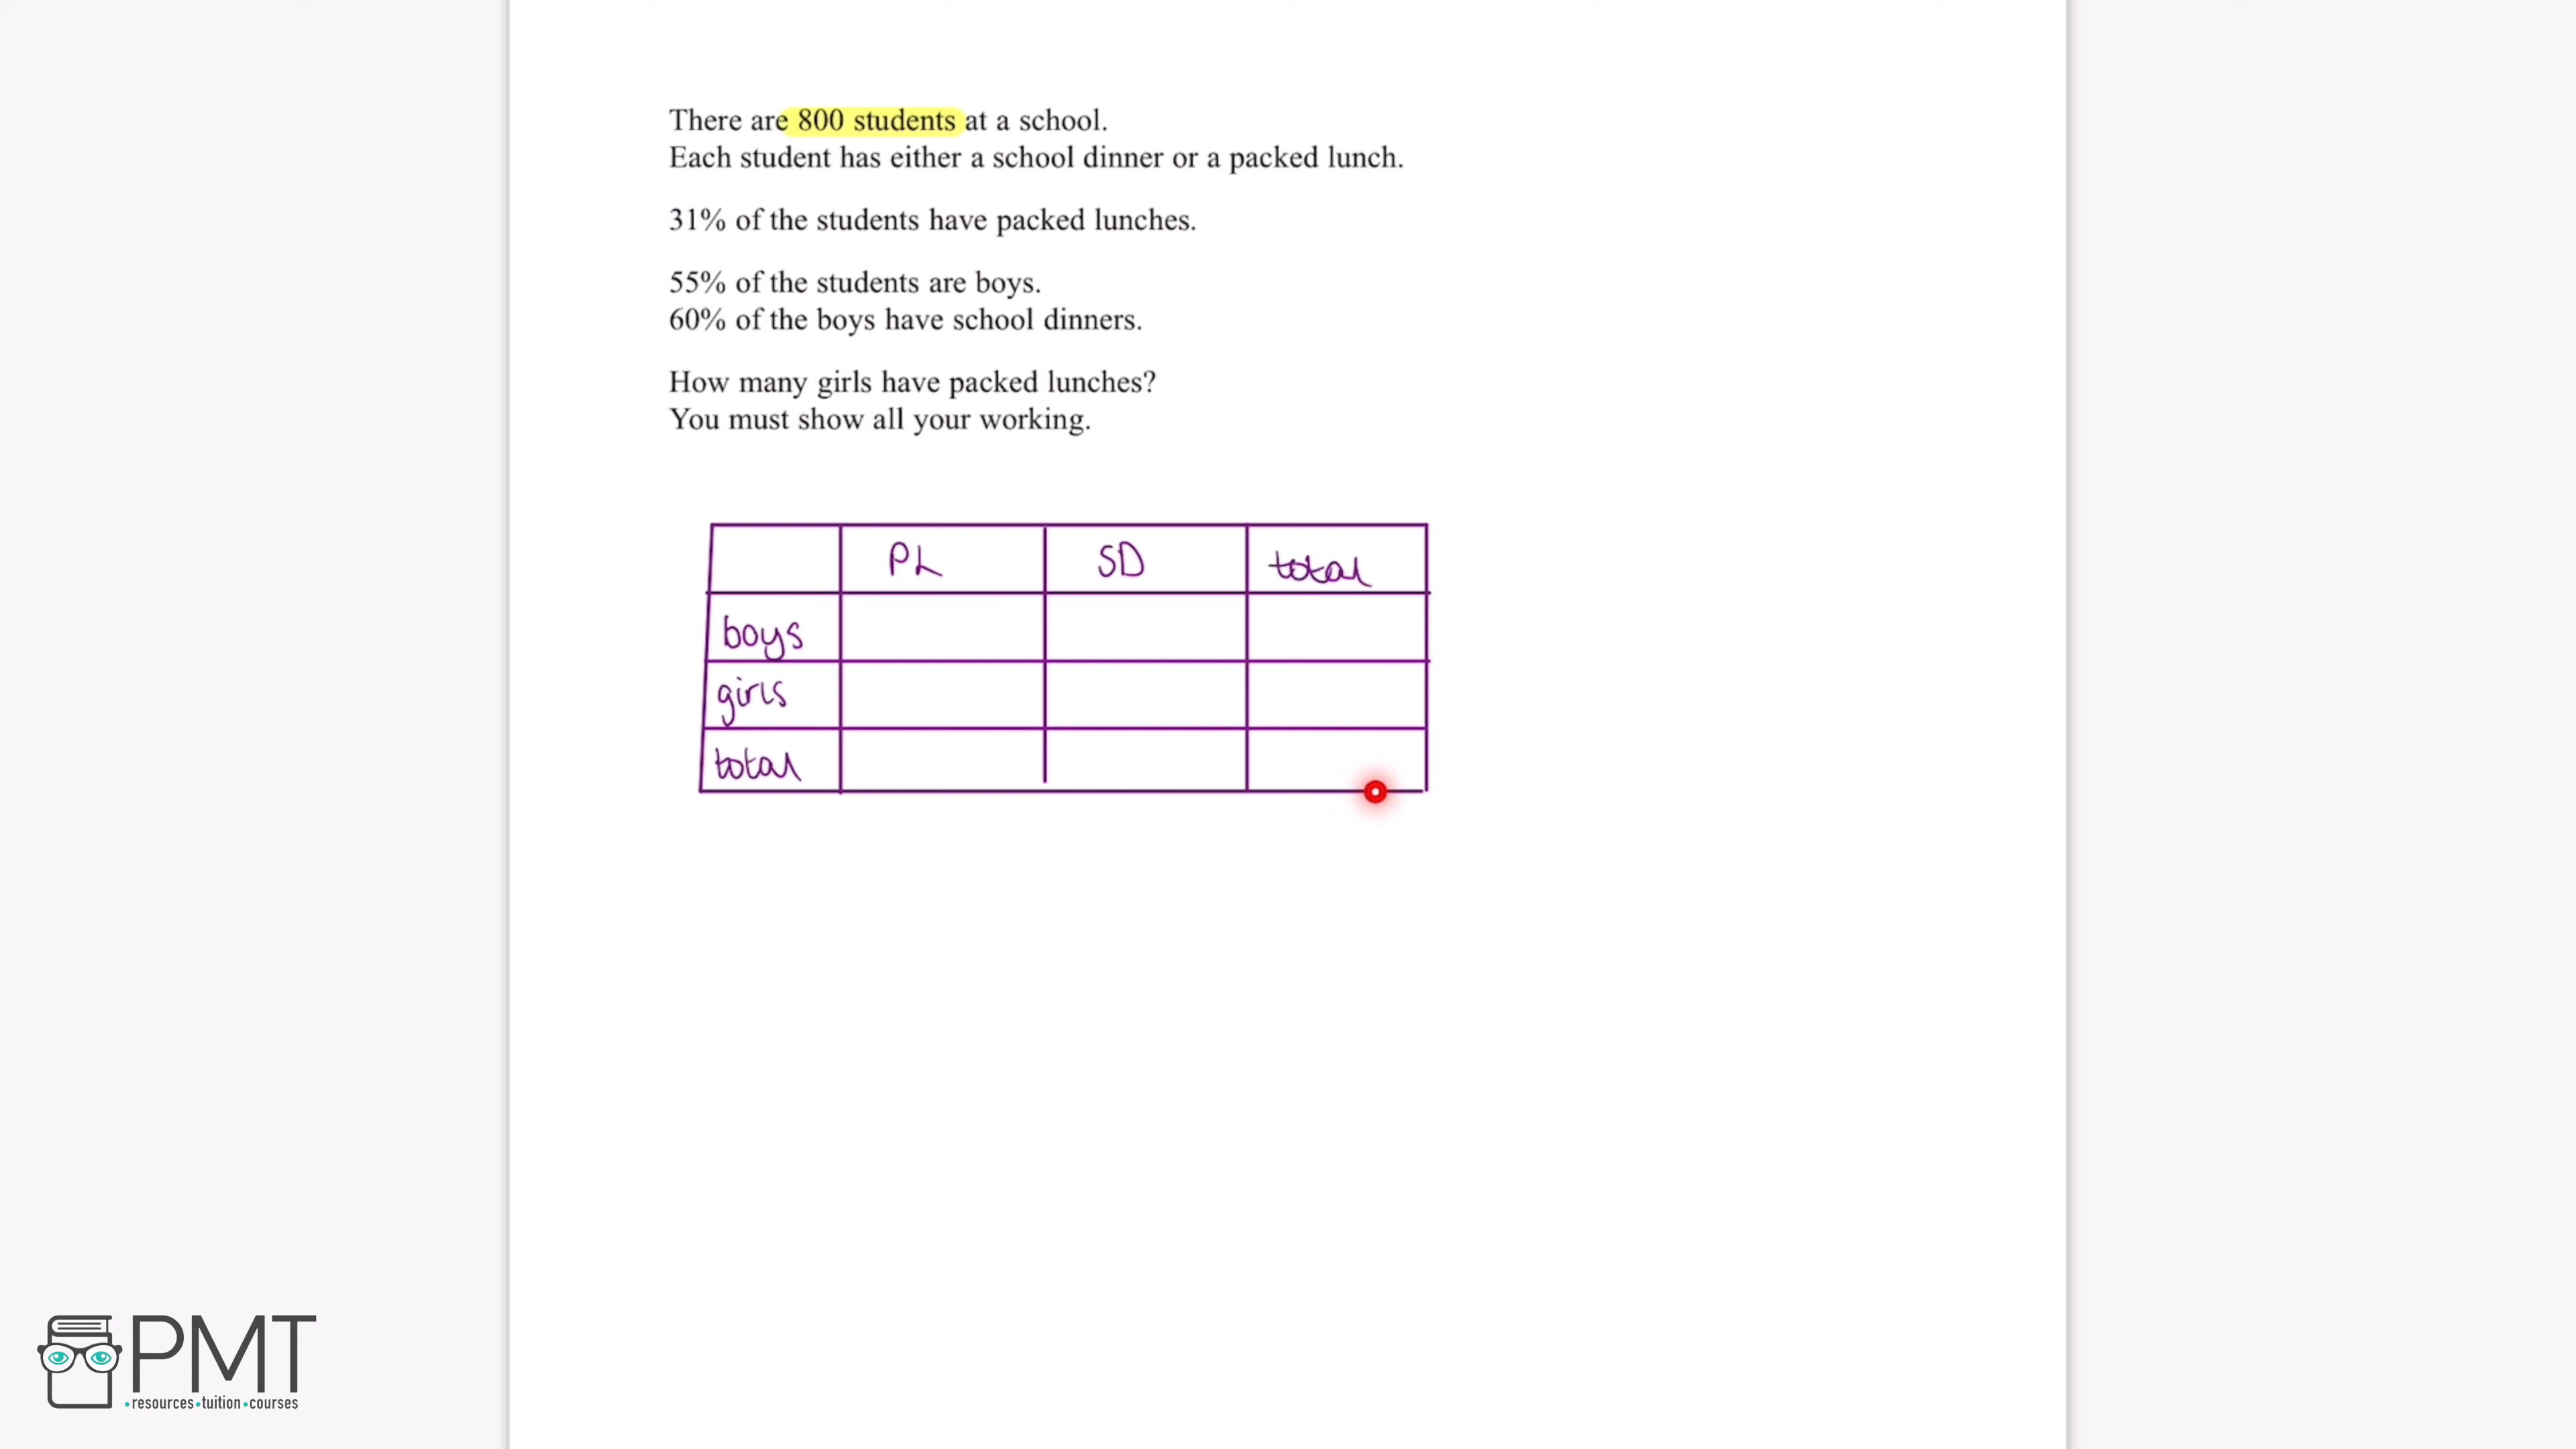 There are 800 students at a school.
Each student has either a school dinner or a packed lunch.
31% of the students have packed lunches.
55% of the students are boys.
60% of the boys have school dinners.
How many girls have packed lunches?
You must show all your working.
PL SD total
boys
girls
total
PMT
•resources•tuition•courses